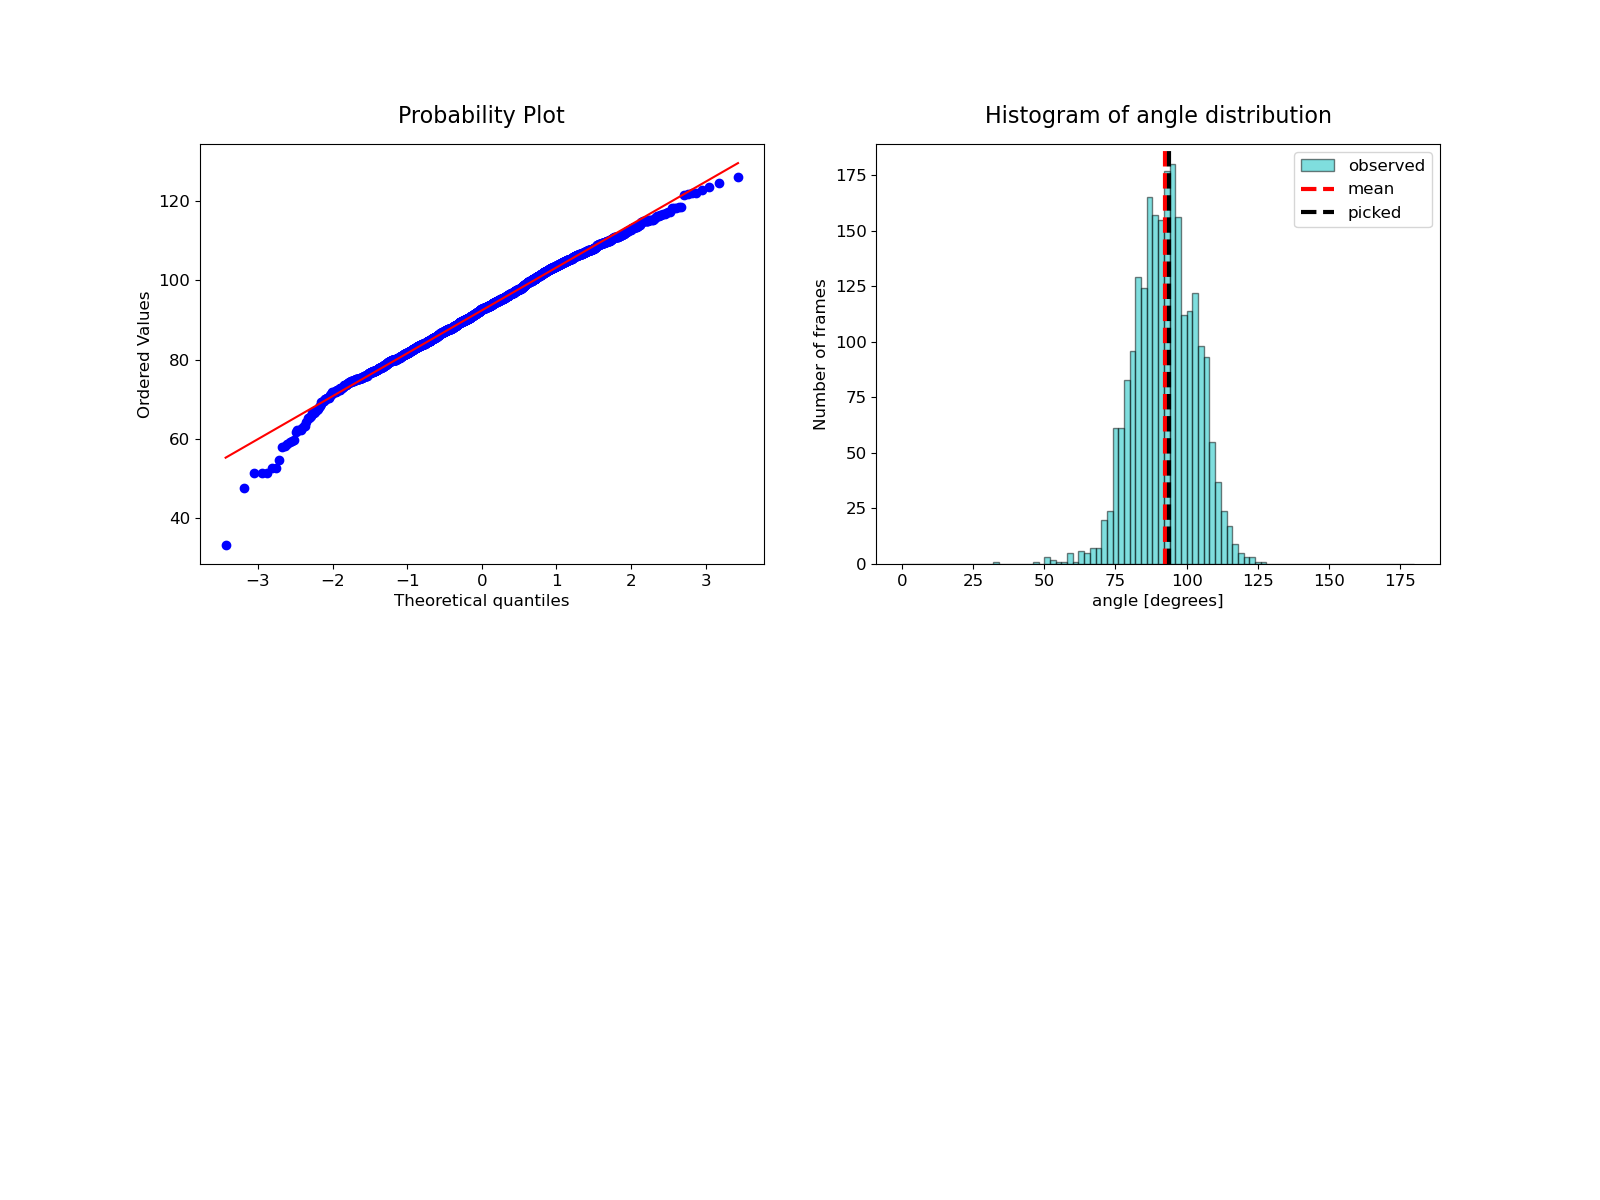 Probability Plot
Ordered Values
120
100
80
60
40
−3 −2 −1 0 1 2 3
Theoretical quantiles
Histogram of angle distribution
Number of frames
175
150
125
100
75
50
25
0
observed
mean
picked
0 25 50 75 100 125 150 175
angle [degrees]